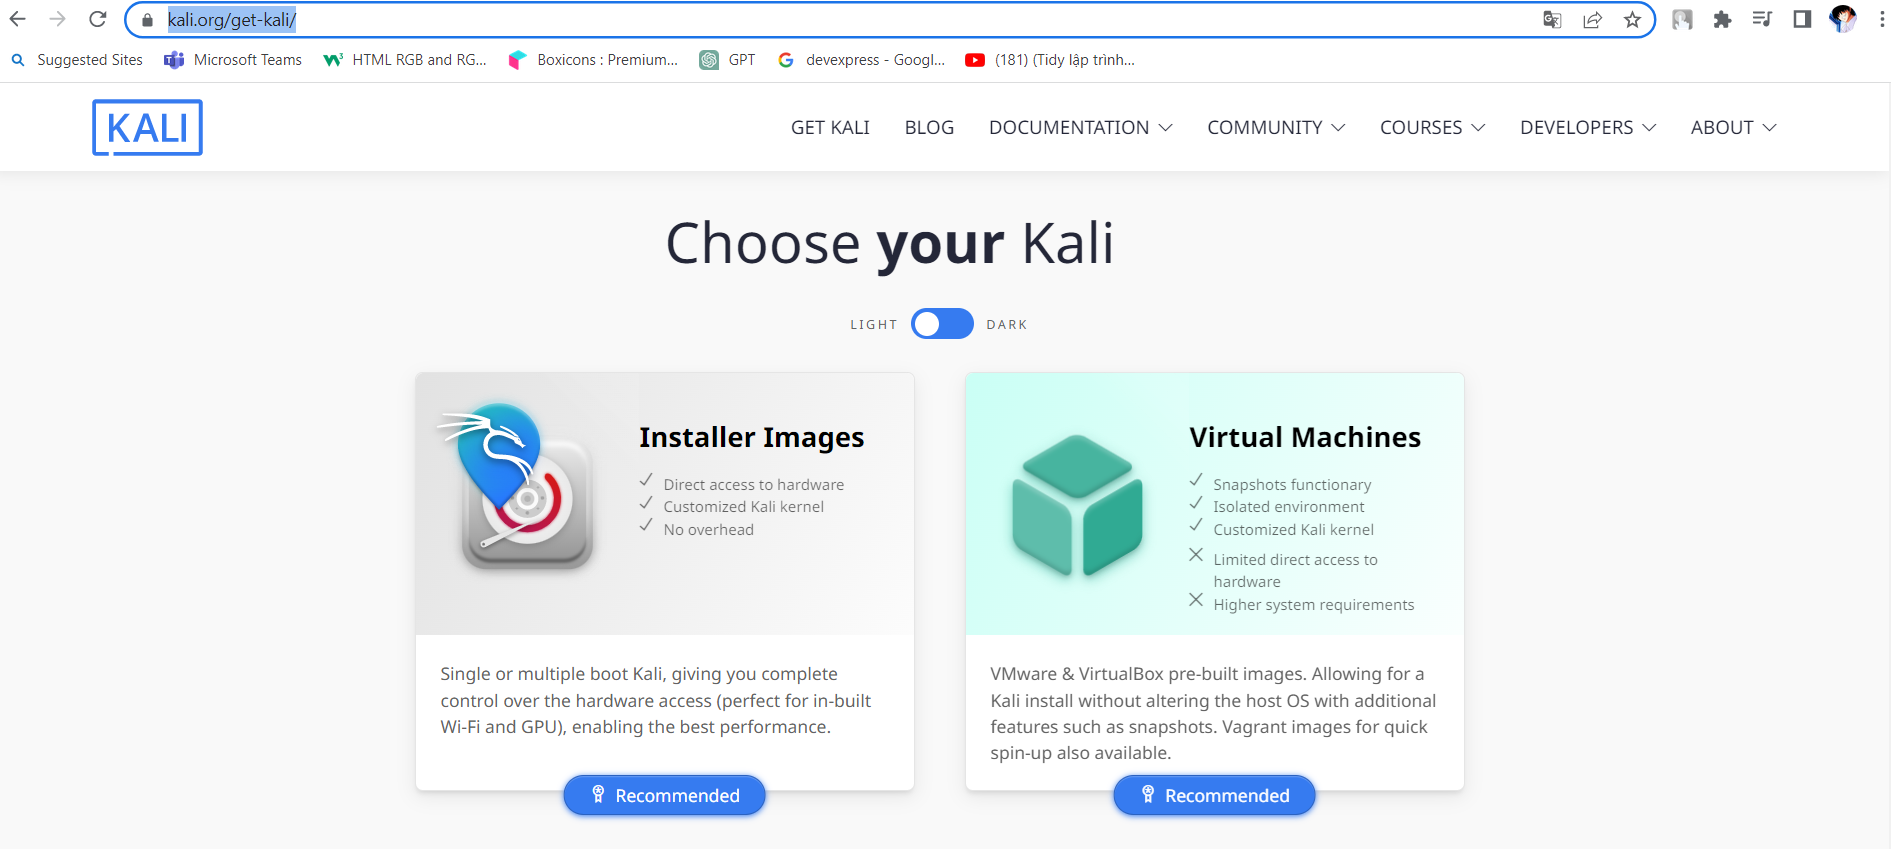 kali.org/get-kali/
Suggested Sites Microsoft Teams HTML RGB and RG... Boxicons : Premium... GPT devexpress - Googl... (181) (Tidy lập trình...
KALI
GET KALI BLOG DOCUMENTATION COMMUNITY COURSES DEVELOPERS ABOUT
Choose your Kali
LIGHT DARK
Installer Images
Direct access to hardware
Customized Kali kernel
No overhead
Single or multiple boot Kali, giving you complete
control over the hardware access (perfect for in-built
Wi-Fi and GPU), enabling the best performance.
Recommended
Virtual Machines
Snapshots functionary
Isolated environment
Customized Kali kernel
Limited direct access to
hardware
Higher system requirements
VMware & VirtualBox pre-built images. Allowing for a
Kali install without altering the host OS with additional
features such as snapshots. Vagrant images for quick
spin-up also available.
Recommended